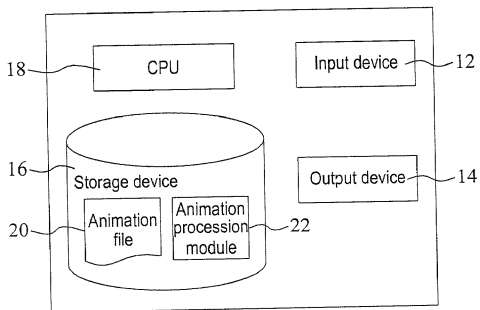 18
CPU
Input device
12
16
Storage device
Output device
14
20
Animation
file
Animation
procession
module
22